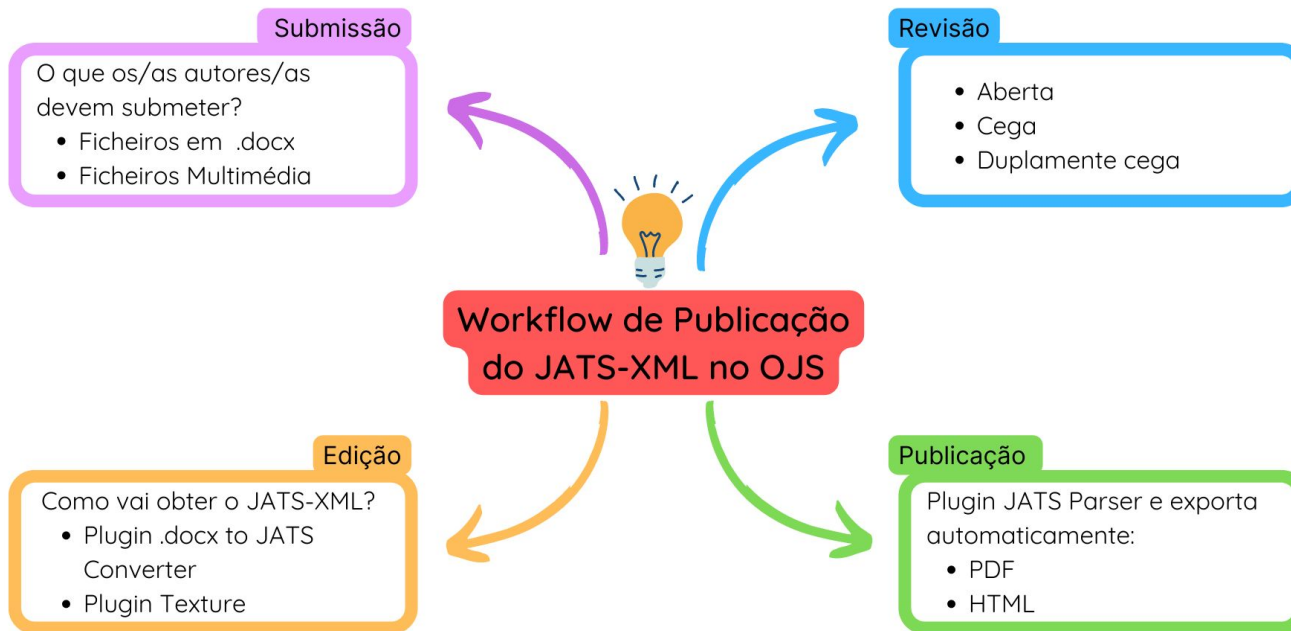 Submissão
O que os/as autores/as
devem submeter?
• Ficheiros em .docx
• Ficheiros Multimédia
Revisão
• Aberta
• Cega
• Duplamente cega
Workflow de Publicação
do JATS-XML no OJS
Edição
Como vai obter o JATS-XML?
• Plugin .docx to JATS
Converter
• Plugin Texture
Publicação
Plugin JATS Parser e exporta
automaticamente:
• PDF
• HTML